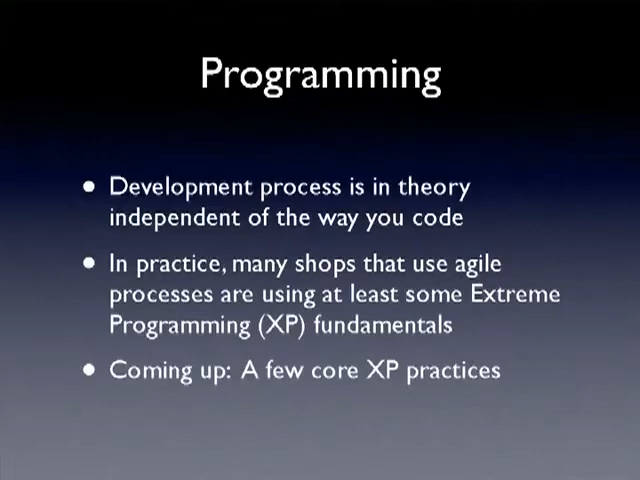 Programming
• Development process is in theory
independent of the way you code
• In practice, many shops that use agile
processes are using at least some Extreme
Programming (XP) fundamentals
• Coming up: A few core XP practices